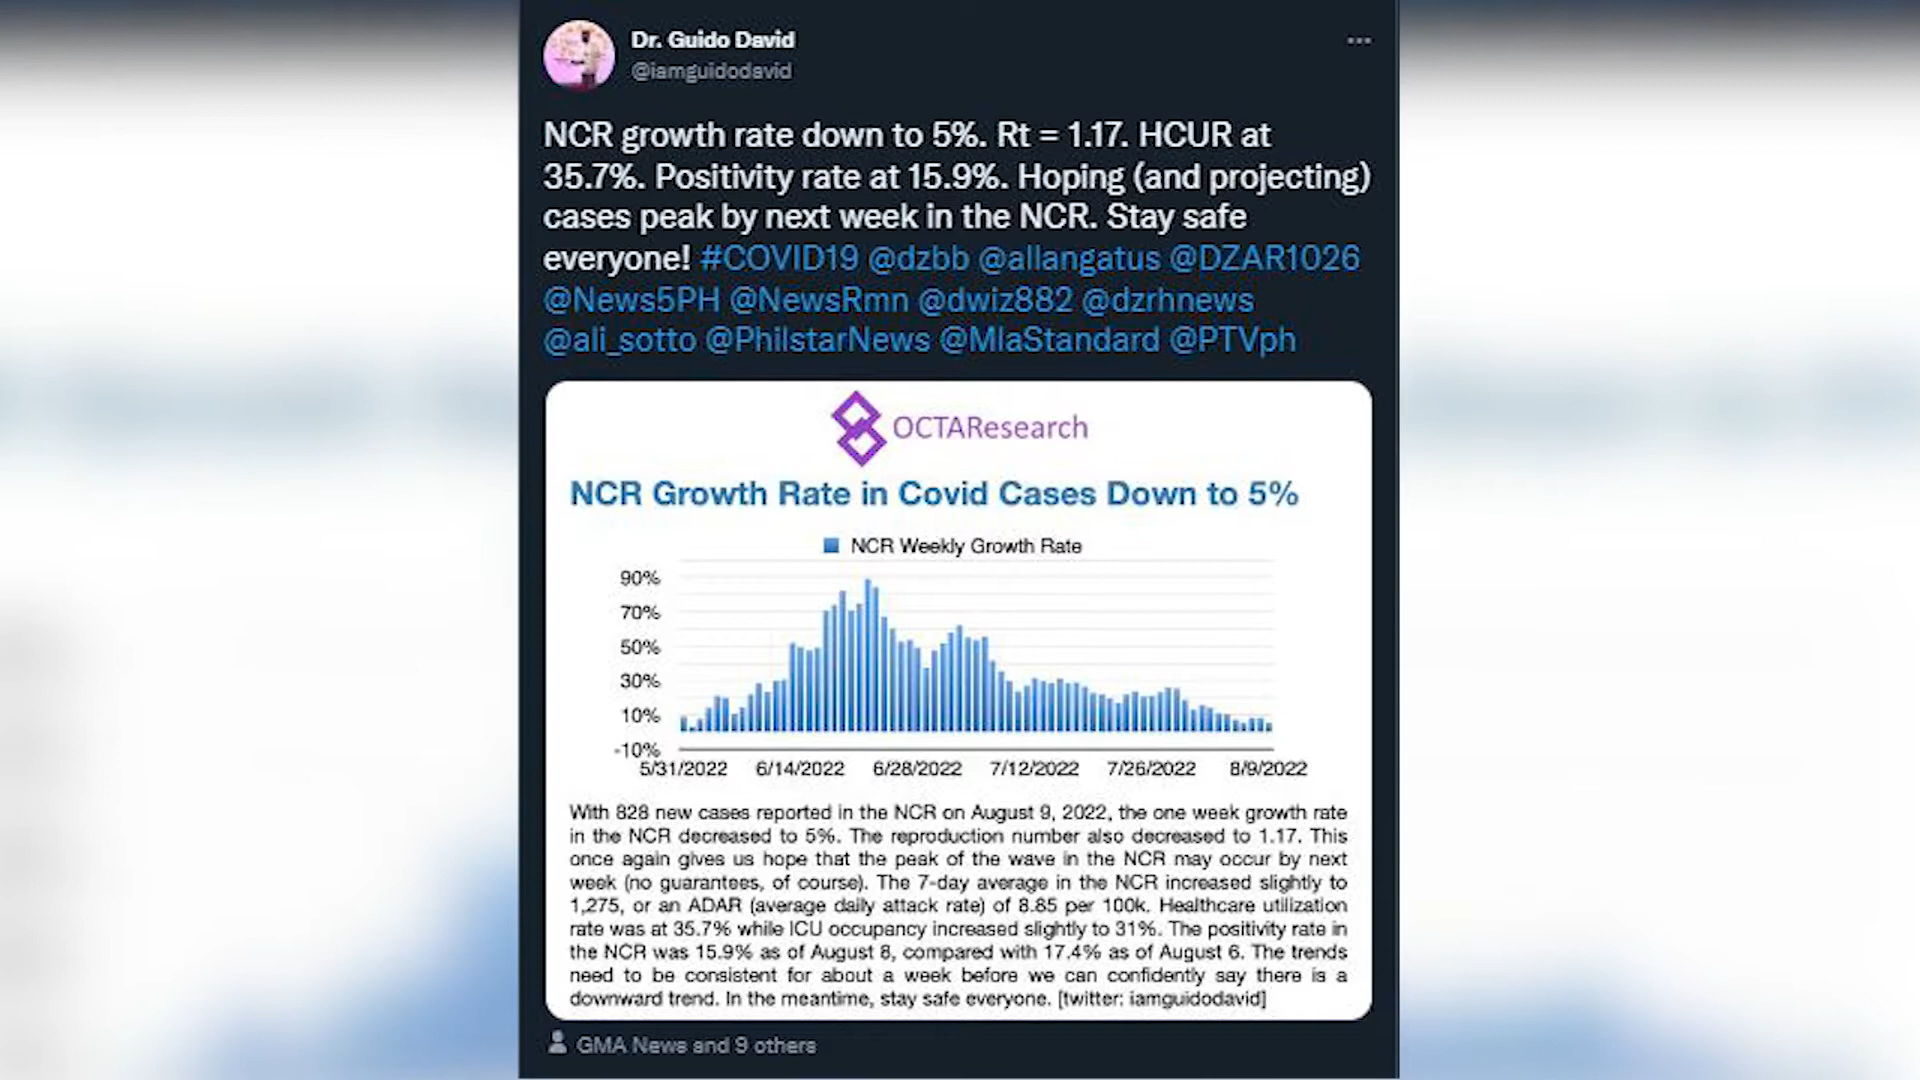 Dr. Guido David
@iamguidodavid
NCR growth rate down to 5%. Rt = 1.17. HCUR at
35.7%. Positivity rate at 15.9%. Hoping (and projecting)
cases peak by next week in the NCR. Stay safe
everyone! #COVID19 @dzbb @allangatus @DZAR1026
@News5PH @NewsRmn @dwiz882 @dzrhnews
@ali_sotto @PhilstarNews @MlaStandard @PTVph
OCTAResearch
NCR Growth Rate in Covid Cases Down to 5%
NCR Weekly Growth Rate
90%
70%
50%
30%
10%
-10%
5/31/2022 6/14/2022 6/28/2022 7/12/2022 7/26/2022 8/9/2022
With 828 new cases reported in the NCR on August 9, 2022, the one week growth rate
in the NCR decreased to 5%. The reproduction number also decreased to 1.17. This
once again gives us hope that the peak of the wave in the NCR may occur by next
week (no guarantees, of course). The 7-day average in the NCR increased slightly to
1,275, or an ADAR (average daily attack rate) of 8.85 per 100k. Healthcare utilization
rate was at 35.7% while ICU occupancy increased slightly to 31%. The positivity rate in
the NCR was 15.9% as of August 8, compared with 17.4% as of August 6. The trends
need to be consistent for about a week before we can confidently say there is a
downward trend. In the meantime, stay safe everyone. [twitter: iamguidodavid]
GMA News and 9 others